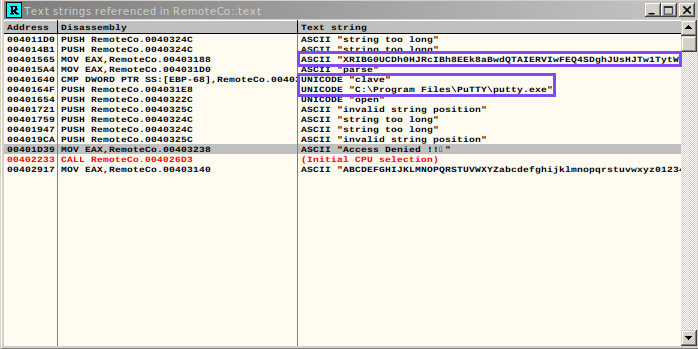 Text strings referenced in RemoteCo:.text
Address Disassembly Text string
004011D0 PUSH RemoteCo.0040324C ASCII "string too long"
004014B1 PUSH RemoteCo.0040324C ASCII "string too long"
00401565 MOV EAX,RemoteCo.00403188 ASCII "XRIBG0UCDh0HJRcIBh8EEk8aBwdQTAIERVIwFEQ4SDghJUsHJTw1TytW
004015A4 MOV EAX,RemoteCo.004031D0 ASCII "parse"
00401640 CMP DWORD PTR SS:[EBP-68],RemoteCo.00403 UNICODE "clave"
0040164F PUSH RemoteCo.004031E8 UNICODE "C:\Program Files\PuTTY\putty.exe"
00401654 PUSH RemoteCo.0040322C UNICODE "open"
00401721 PUSH RemoteCo.0040325C ASCII "invalid string position"
00401759 PUSH RemoteCo.0040324C ASCII "string too long"
00401947 PUSH RemoteCo.0040324C ASCII "string too long"
004019CA PUSH RemoteCo.0040325C ASCII "invalid string position"
00401D39 MOV EAX,RemoteCo.00403238 ASCII "Access Denied !!"
00402233 CALL RemoteCo.004026D3 (Initial CPU selection)
00402917 MOV EAX,RemoteCo.00403140 ASCII "ABCDEFGHIJKLMNOPQRSTUVWXYZabcdefghijklmnopqrstuvwxyz01234